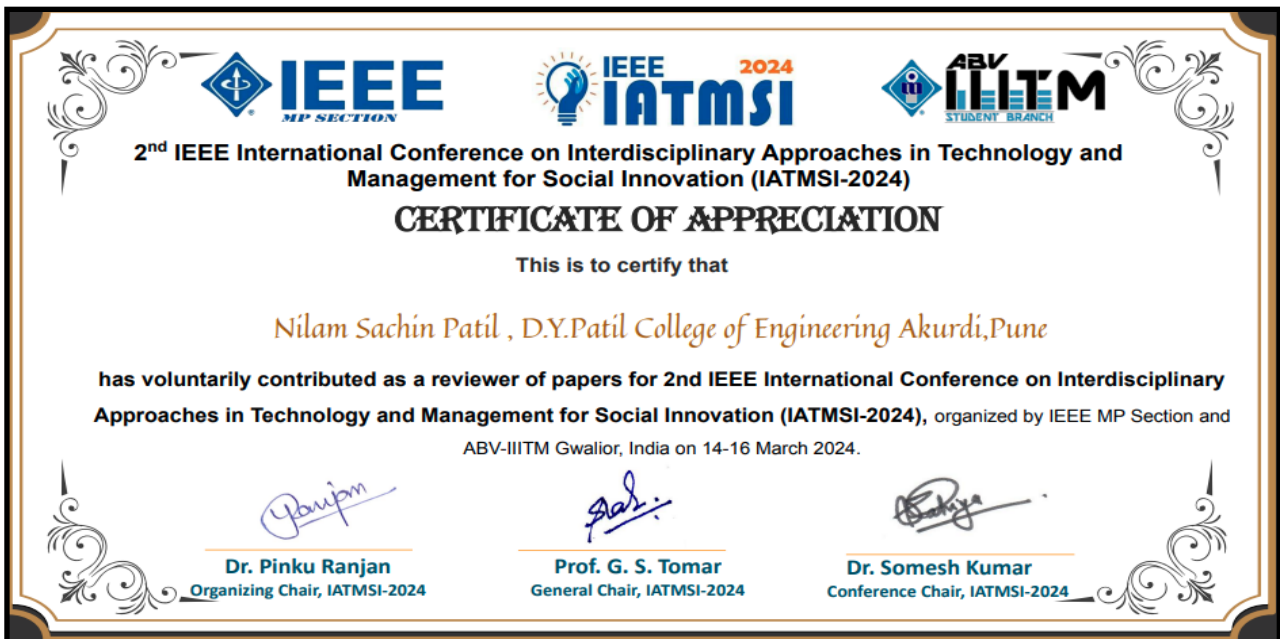 IEEE
MP SECTION
IEEE 2024
IATMSI
ABV
IIITM
STUDENT BRANCH
2nd IEEE International Conference on Interdisciplinary Approaches in Technology and
Management for Social Innovation (IATMSI-2024)
CERTIFICATE OF APPRECIATION
This is to certify that
Nilam Sachin Patil , D.Y.Patil College of Engineering Akurdi,Pune
has voluntarily contributed as a reviewer of papers for 2nd IEEE International Conference on Interdisciplinary
Approaches in Technology and Management for Social Innovation (IATMSI-2024), organized by IEEE MP Section and
ABV-IIITM Gwalior, India on 14-16 March 2024.
Dr. Pinku Ranjan
Organizing Chair, IATMSI-2024
Prof. G. S. Tomar
General Chair, IATMSI-2024
Dr. Somesh Kumar
Conference Chair, IATMSI-2024